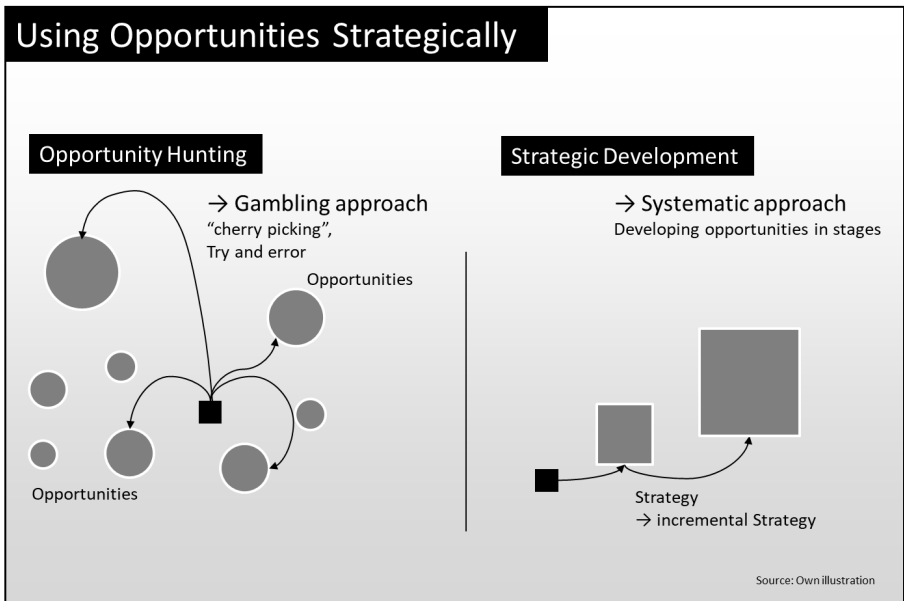 Using Opportunities Strategically
Opportunity Hunting
→ Gambling approach
“cherry picking”,
Try and error
Opportunities
Opportunities
Strategic Development
→ Systematic approach
Developing opportunities in stages
Strategy
→ incremental Strategy
Source: Own illustration